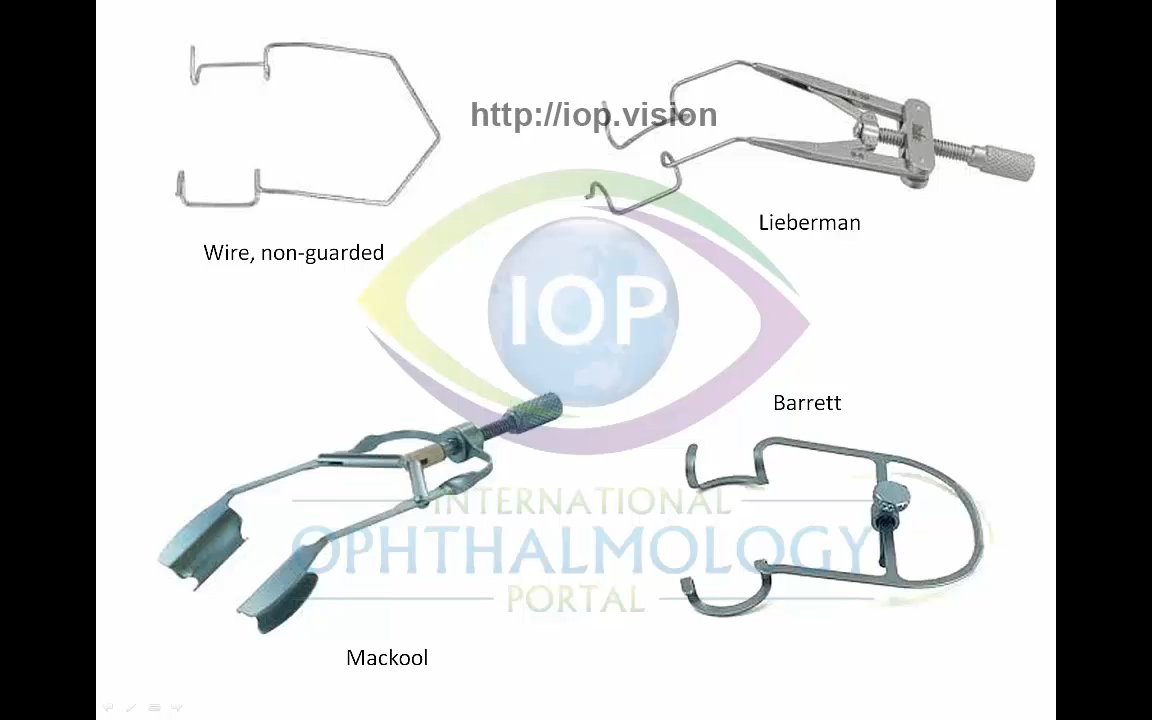 http://iop.vision
Lieberman
Wire, non-guarded
IOP
Barrett
INTERNATIONAL
OPHTHALMOLOGY
PORTAL
Mackool